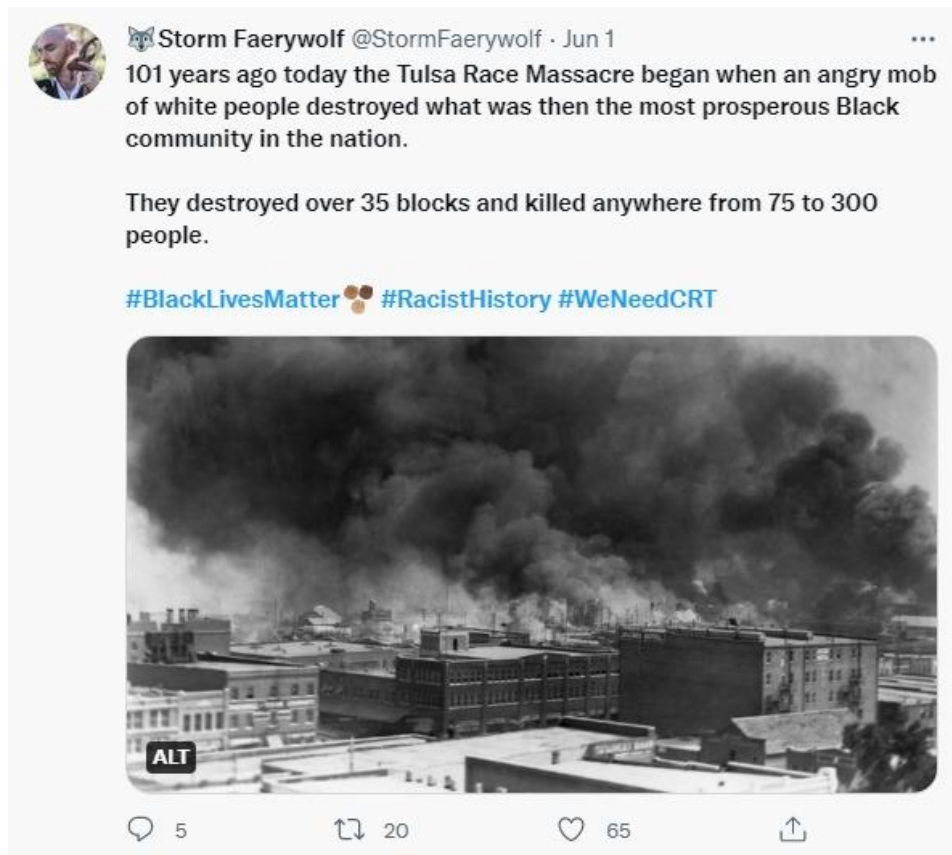 🐺Storm Faerywolf @StormFaerywolf · Jun 1
101 years ago today the Tulsa Race Massacre began when an angry mob
of white people destroyed what was then the most prosperous Black
community in the nation.
They destroyed over 35 blocks and killed anywhere from 75 to 300
people.
#BlackLivesMatter #RacistHistory #WeNeedCRT
ALT
5 20 65